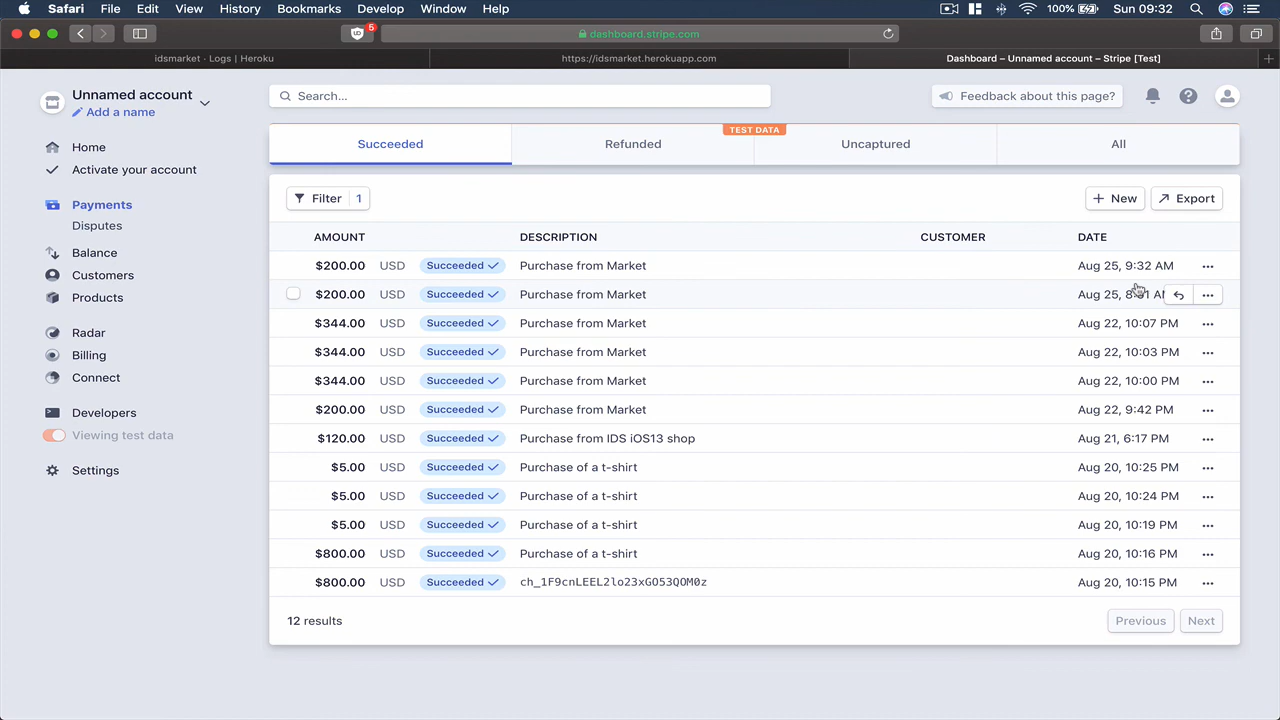 Safari File Edit View History Bookmarks Develop Window Help 100% Sun 09:32
5 dashboard.stripe.com
idsmarket · Logs | Heroku https://idsmarket.herokuapp.com Dashboard – Unnamed account – Stripe [Test]
Unnamed account
Add a name
Search...
Feedback about this page?
Home
Activate your account
Payments
Disputes
Balance
Customers
Products
Radar
Billing
Connect
Developers
Viewing test data
Settings
TEST DATA
Succeeded Refunded Uncaptured All
Filter 1 + New Export
AMOUNT DESCRIPTION CUSTOMER DATE
$200.00 USD Succeeded Purchase from Market Aug 25, 9:32 AM
$200.00 USD Succeeded Purchase from Market Aug 25,
$344.00 USD Succeeded Purchase from Market Aug 22, 10:07 PM
$344.00 USD Succeeded Purchase from Market Aug 22, 10:03 PM
$344.00 USD Succeeded Purchase from Market Aug 22, 10:00 PM
$200.00 USD Succeeded Purchase from Market Aug 22, 9:42 PM
$120.00 USD Succeeded Purchase from IDS iOS13 shop Aug 21, 6:17 PM
$5.00 USD Succeeded Purchase of a t-shirt Aug 20, 10:25 PM
$5.00 USD Succeeded Purchase of a t-shirt Aug 20, 10:24 PM
$5.00 USD Succeeded Purchase of a t-shirt Aug 20, 10:19 PM
$800.00 USD Succeeded Purchase of a t-shirt Aug 20, 10:16 PM
$800.00 USD Succeeded ch_1F9cnLEEL2lo23xGO53QOM0z Aug 20, 10:15 PM
12 results Previous Next